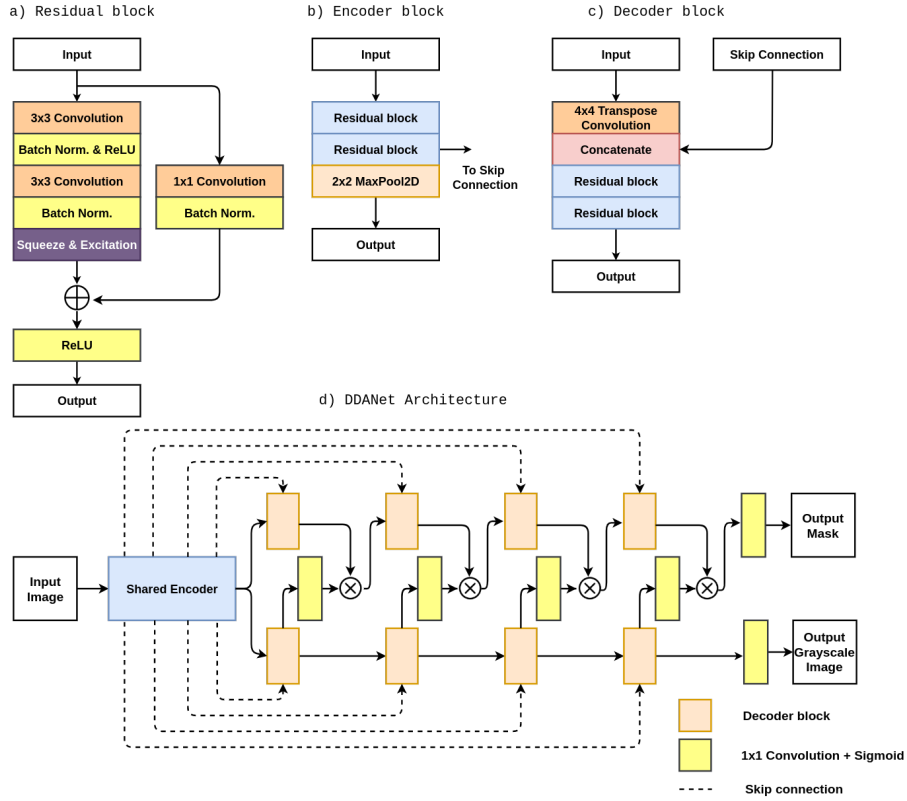 a) Residual block
Input
3x3 Convolution
Batch Norm. & ReLU
3x3 Convolution
Batch Norm.
Squeeze & Excitation
1x1 Convolution
Batch Norm.
ReLU
Output
b) Encoder block
Input
Residual block
Residual block
2x2 MaxPool2D
To Skip
Connection
Output
c) Decoder block
Input
Skip Connection
4x4 Transpose
Convolution
Concatenate
Residual block
Residual block
Output
d) DDANet Architecture
Input
Image
Shared Encoder
Output
Mask
Output
Grayscale
Image
Decoder block
1x1 Convolution + Sigmoid
Skip connection